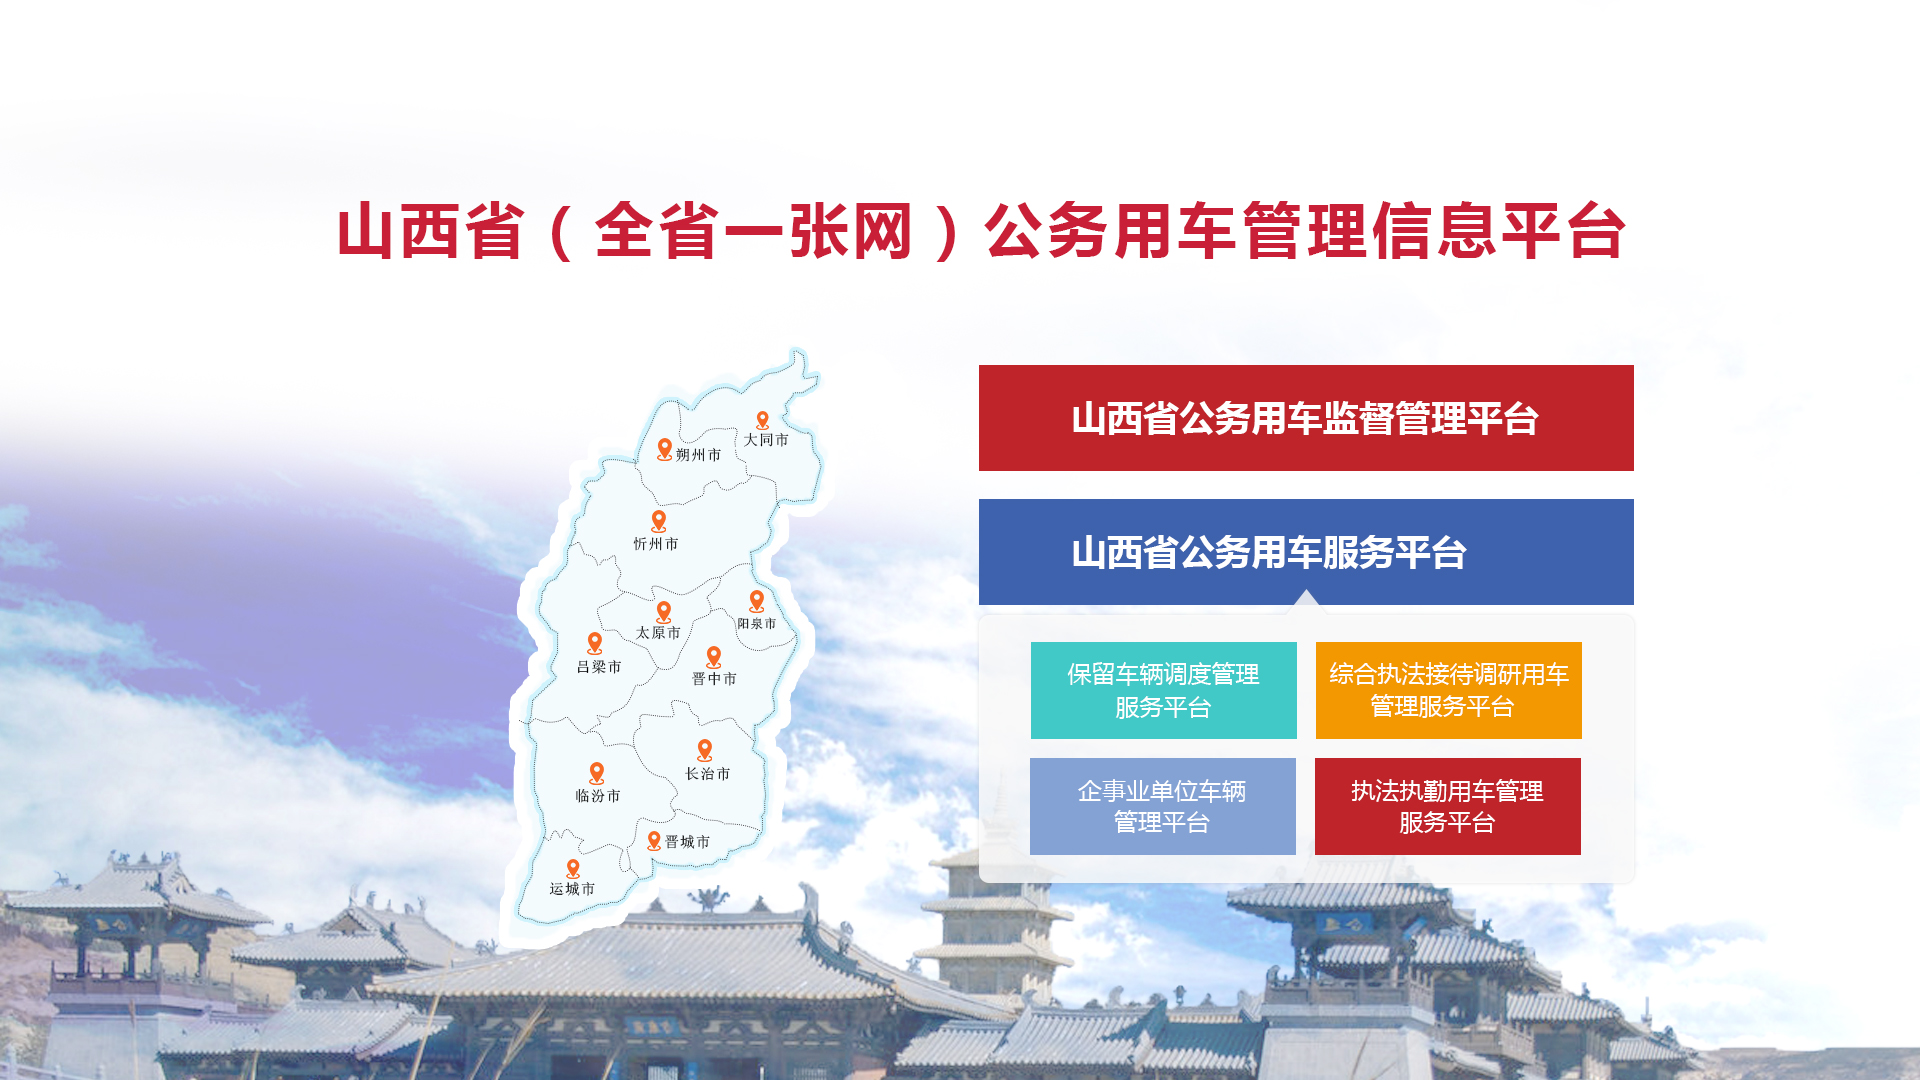 山西省（全省一张网）公务用车管理信息平台
大同市
朔州市
忻州市
阳泉市
太原市
吕梁市
晋中市
长治市
临汾市
晋城市
运城市
山西省公务用车监督管理平台
山西省公务用车服务平台
保留车辆调度管理
服务平台
综合执法接待调研用车
管理服务平台
企事业单位车辆
管理平台
执法执勤用车管理
服务平台